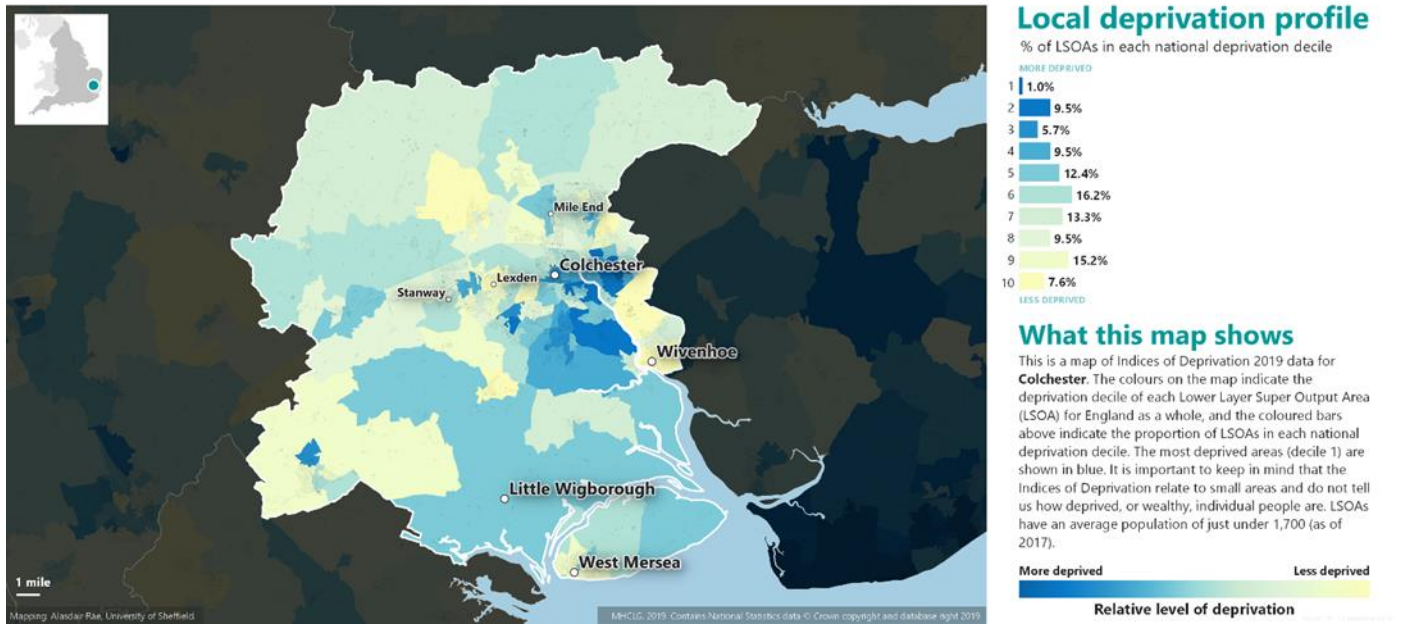 Mile End
Colchester
Lexden
Stanway
Wivenhoe
Little Wigborough
West Mersea
1 mile
Mapping: Alasdair Rae, University of Sheffield
MHCLG, 2019. Contains National Statistics data © Crown copyright and database right 2019
Local deprivation profile
% of LSOAs in each national deprivation decile
MORE DEPRIVED
1 1.0%
2 9.5%
3 5.7%
4 9.5%
5 12.4%
6 16.2%
7 13.3%
8 9.5%
9 15.2%
10 7.6%
LESS DEPRIVED
What this map shows
This is a map of Indices of Deprivation 2019 data for
Colchester. The colours on the map indicate the
deprivation decile of each Lower Layer Super Output Area
(LSOA) for England as a whole, and the coloured bars
above indicate the proportion of LSOAs in each national
deprivation decile. The most deprived areas (decile 1) are
shown in blue. It is important to keep in mind that the
Indices of Deprivation relate to small areas and do not tell
us how deprived, or wealthy, individual people are. LSOAs
have an average population of just under 1,700 (as of
2017).
More deprived Less deprived
Relative level of deprivation